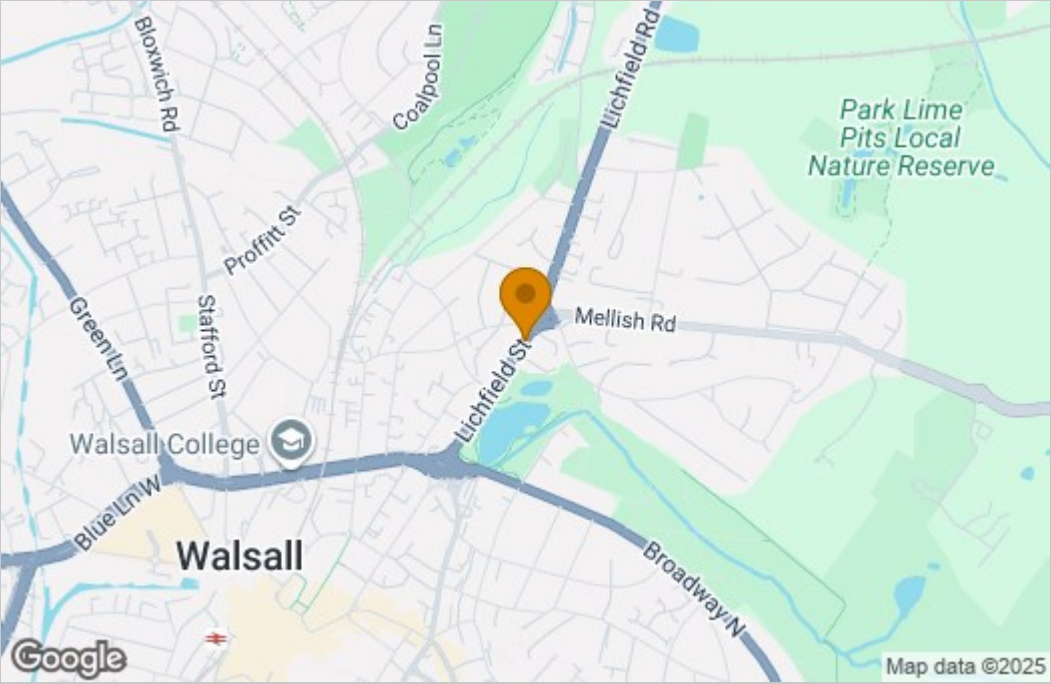 Bloxwich Rd
Coalpool Ln
Lichfield Rd
Park Lime
Pits Local
Nature Reserve
Proffitt St
Green Ln
Stafford St
Mellish Rd
Lichfield St
Walsall College
Blue Ln W
Walsall
Broadway N
Google
Map data ©2025